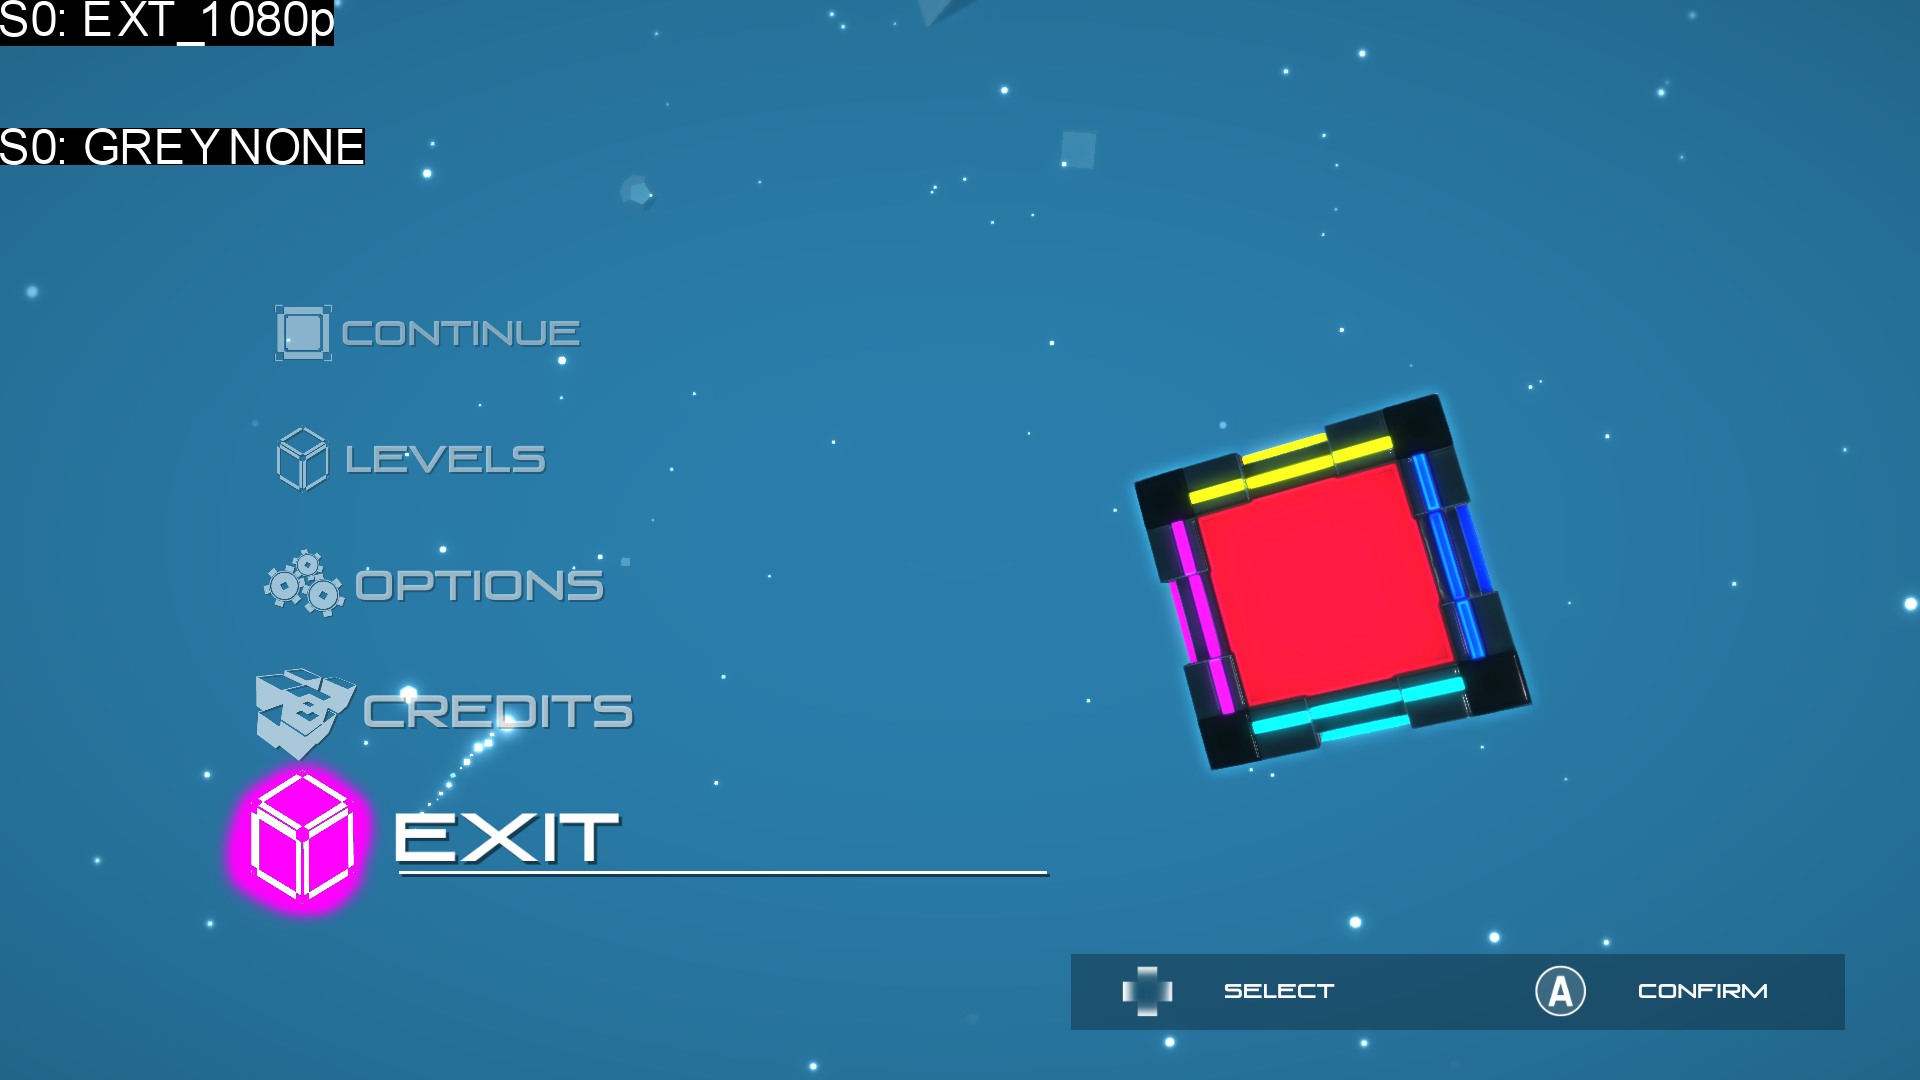 S0: EXT_1080p
S0: GREY NONE
CONTINUE
LEVELS
OPTIONS
CREDITS
EXIT
SELECT
A CONFIRM